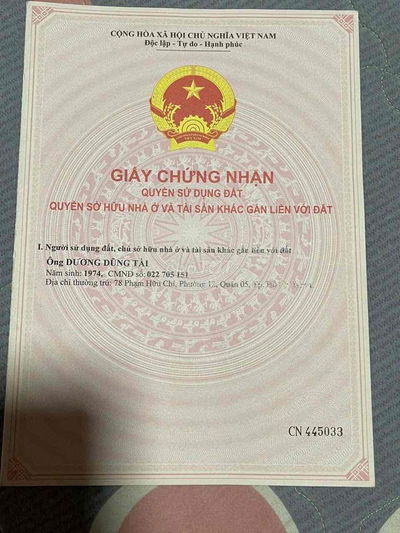 CỘNG HÒA XÃ HỘI CHỦ NGHĨA VIỆT NAM
Độc lập - Tự do - Hạnh phúc
GIẤY CHỨNG NHẬN
QUYỀN SỬ DỤNG ĐẤT
QUYỀN SỞ HỮU NHÀ Ở VÀ TÀI SẢN KHÁC GẮN LIỀN VỚI ĐẤT
I. Người sử dụng đất, chủ sở hữu nhà ở và tài sản khác gắn liền với đất
Ông DƯƠNG DŨNG TÀI
Năm sinh: 1974, CMND số: 022 705 151
Địa chỉ thường trú: 78 Phạm Hữu Chí, Phường Quận 05,
CN 445033